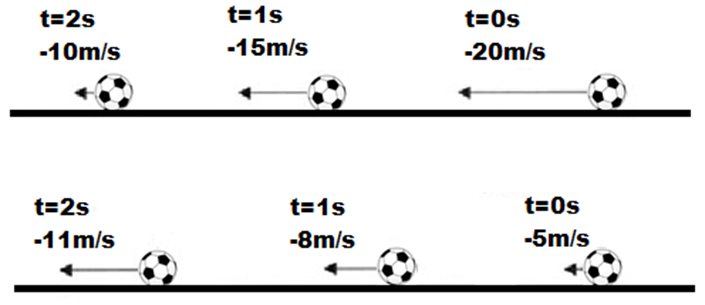 t=2s
-10m/s
t=1s
-15m/s
t=0s
-20m/s
t=2s
-11m/s
t=1s
-8m/s
t=0s
-5m/s